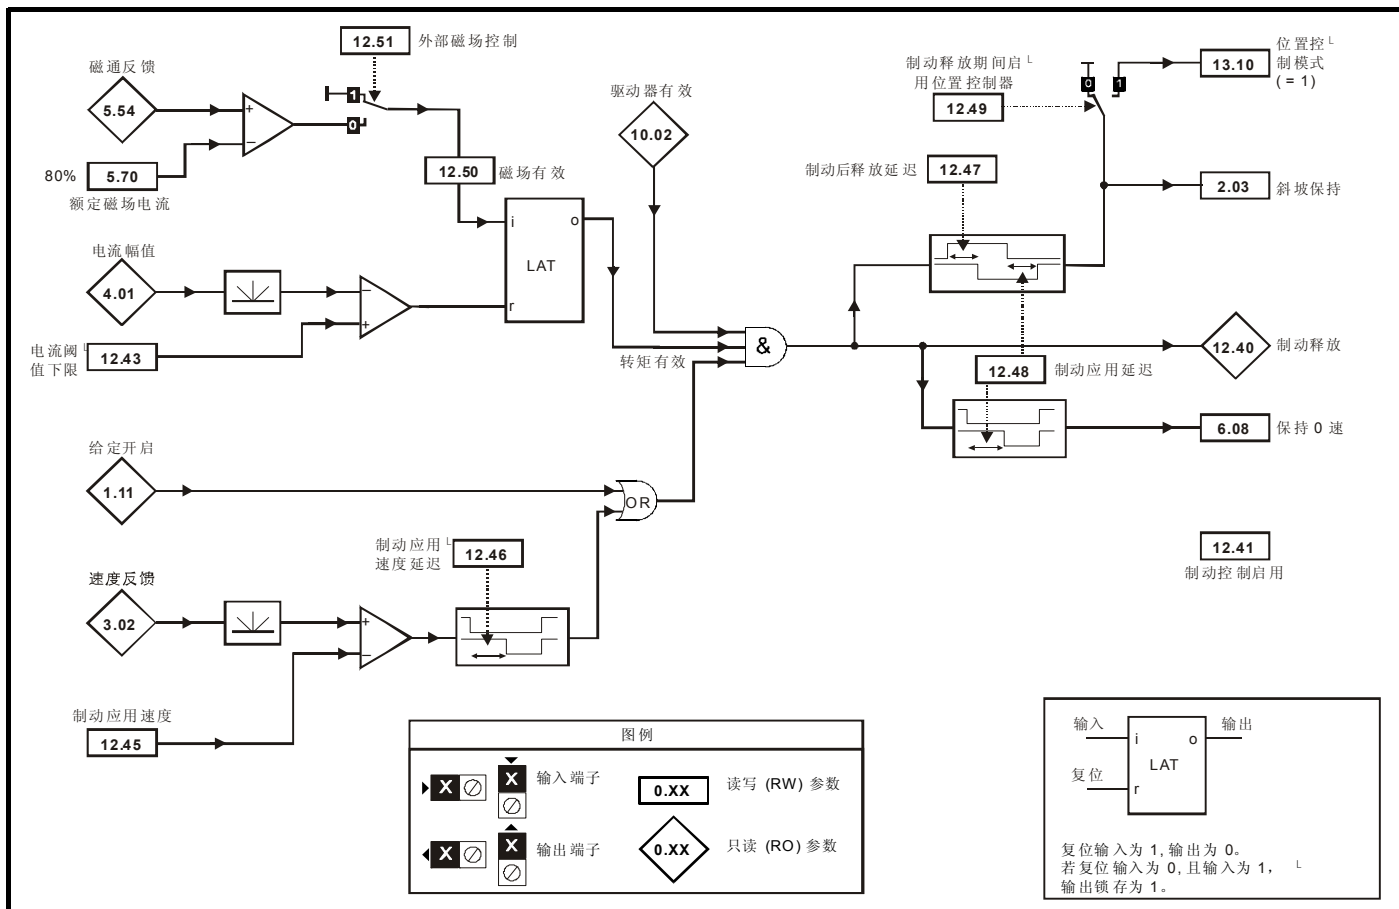 12.51
外部磁场控制
磁通反馈
5.54
+
−
1
0
80%
5.70
额定磁场电流
12.50
磁场有效
驱动器有效
10.02
制动释放期间启
用位置控制器
12.49
0
1
13.10
位置控
制模式
(= 1)
制动后释放延迟
12.47
2.03
斜坡保持
i
o
LAT
r
电流幅值
4.01
−
+
电流阈
值下限
12.43
转矩有效
&
12.40
制动释放
12.48
制动应用延迟
6.08
保持 0 速
给定开启
1.11
OR
制动应用
速度延迟
12.46
12.41
制动控制启用
速度反馈
3.02
+
−
制动应用速度
12.45
图例
X
X
输入端子
0.XX
读写 (RW) 参数
X
X
输出端子
0.XX
只读 (RO) 参数
输入
i
o
输出
LAT
复位
r
复位输入为 1, 输出为 0。
若复位输入为 0, 且输入为 1，
输出锁存为 1。